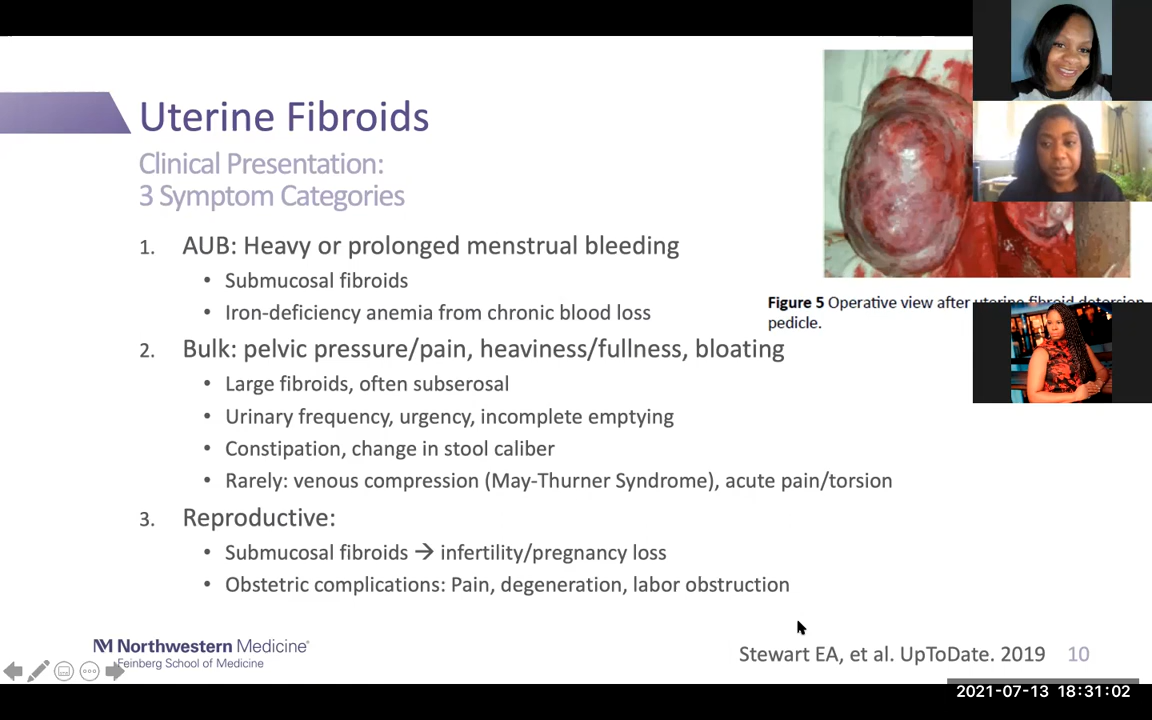 Uterine Fibroids
Clinical Presentation:
3 Symptom Categories
1. AUB: Heavy or prolonged menstrual bleeding
• Submucosal fibroids
• Iron-deficiency anemia from chronic blood loss
Figure 5 Operative view after uterine fibroid detorsion
pedicle.
2. Bulk: pelvic pressure/pain, heaviness/fullness, bloating
• Large fibroids, often subserosal
• Urinary frequency, urgency, incomplete emptying
• Constipation, change in stool caliber
• Rarely: venous compression (May-Thurner Syndrome), acute pain/torsion
3. Reproductive:
• Submucosal fibroids → infertility/pregnancy loss
• Obstetric complications: Pain, degeneration, labor obstruction
NM Northwestern Medicine®
Feinberg School of Medicine
Stewart EA, et al. UpToDate. 2019 10
2021-07-13 18:31:02